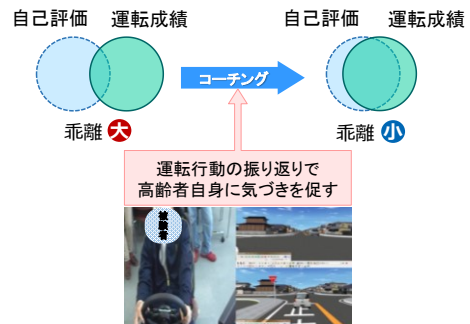 自己評価 運転成績
自己評価 運転成績
コーチング
乖離 大
乖離 小
運転行動の振り返りで
高齢者自身に気づきを促す
被験者
止